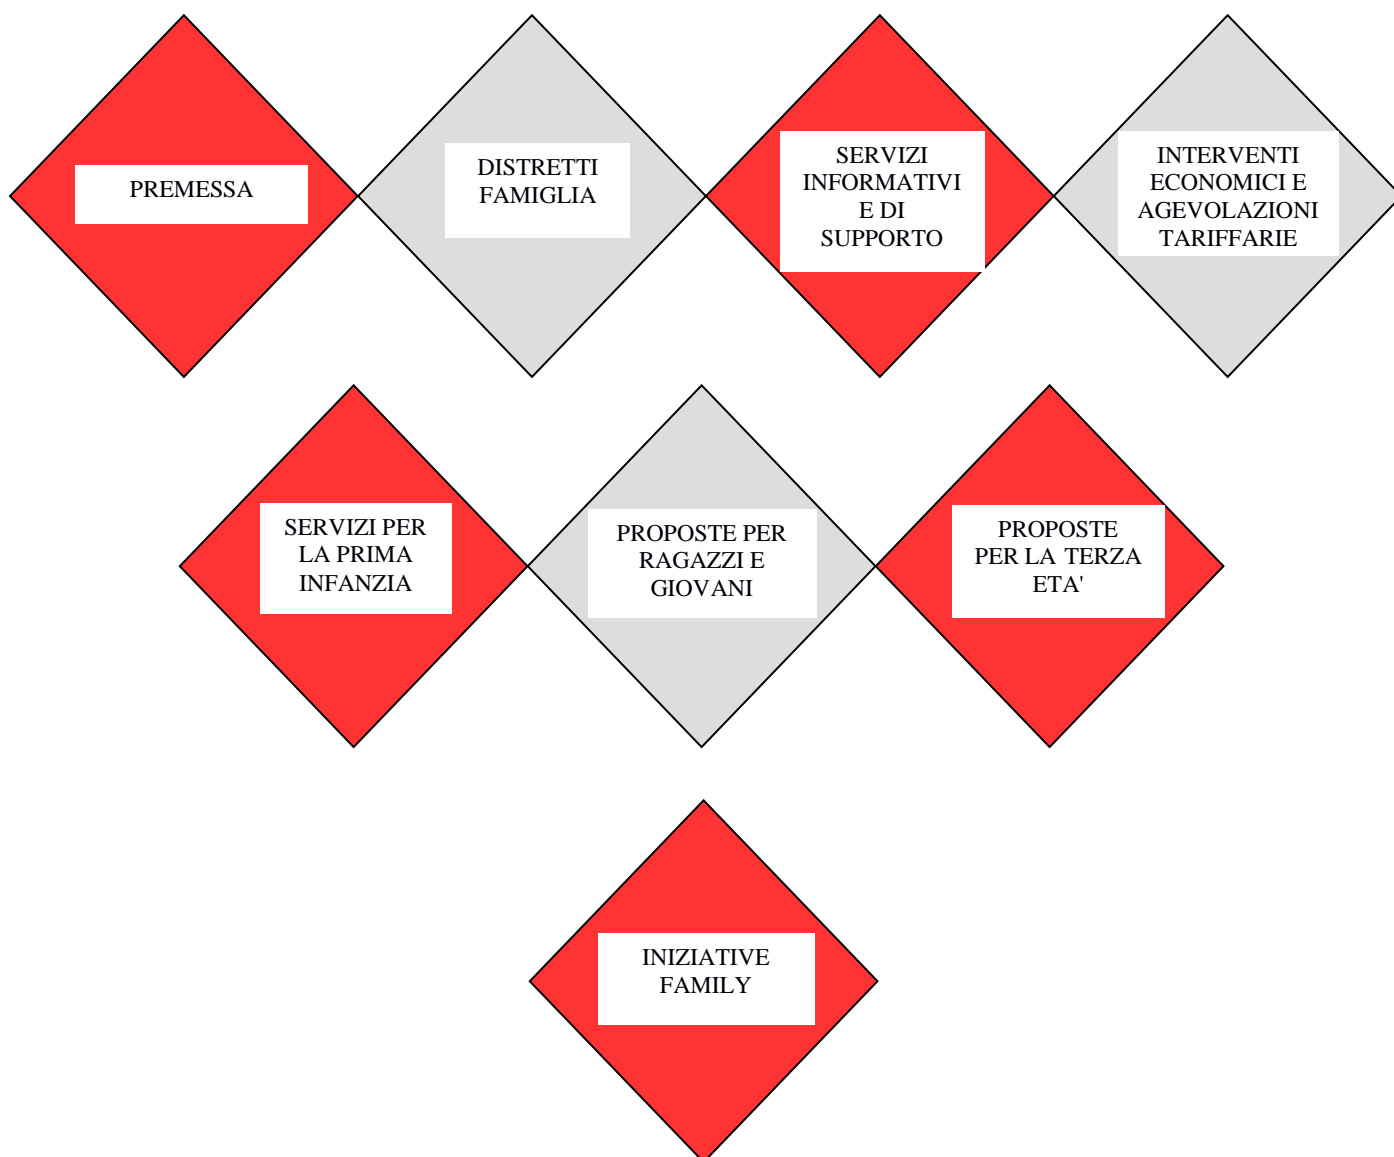 PREMESSA
DISTRETTI
FAMIGLIA
SERVIZI
INFORMATIVI
E DI
SUPPORTO
INTERVENTI
ECONOMICI E
AGEVOLAZIONI
TARIFFARIE
SERVIZI PER
LA PRIMA
INFANZIA
PROPOSTE PER
RAGAZZI E
GIOVANI
PROPOSTE
PER LA TERZA
ETA'
INIZIATIVE
FAMILY